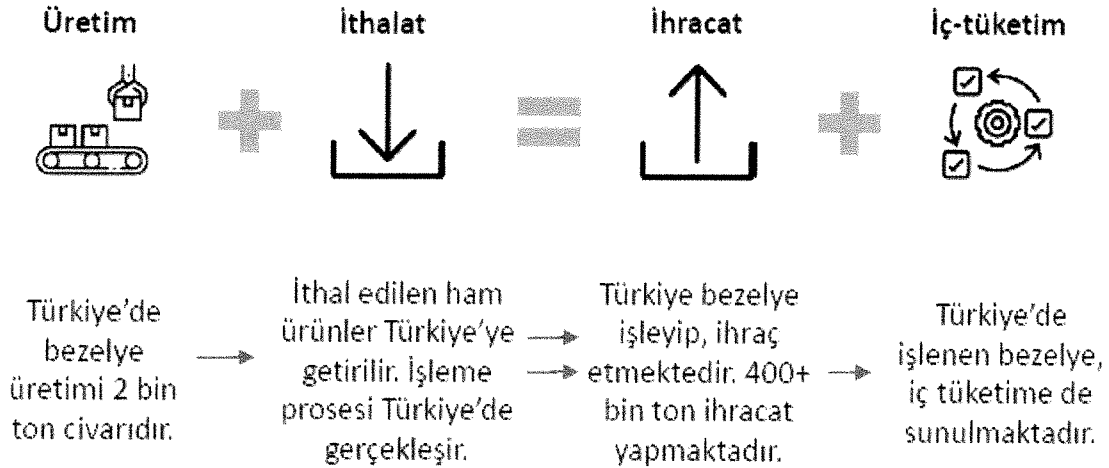 Üretim
İthalat
İhracat
İç-tüketim
Türkiye'de
bezelye
üretimi 2 bin
ton civarıdır.
İthal edilen ham
ürünler Türkiye'ye
getirilir. İşleme
prosesi Türkiye'de
gerçekleşir.
Türkiye bezelye
işleyip, ihraç
etmektedir. 400+
bin ton ihracat
yapmaktadır.
Türkiye'de
işlenen bezelye,
iç tüketime de
sunulmaktadır.